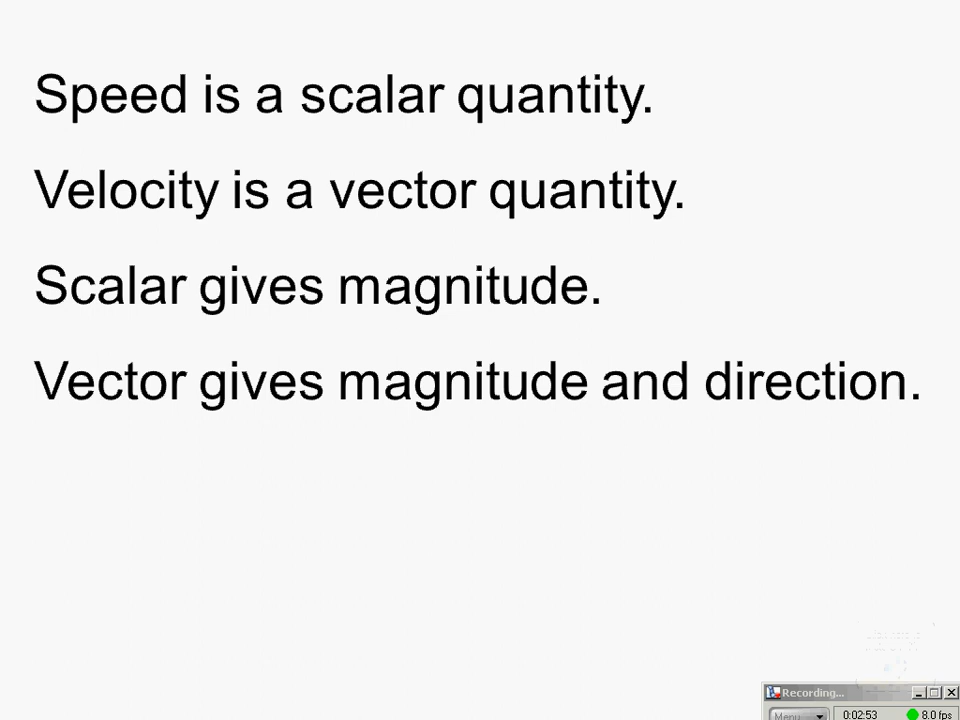 Speed is a scalar quantity.
Velocity is a vector quantity.
Scalar gives magnitude.
Vector gives magnitude and direction.
Recording...
Menu 0:02:53 8.0 fps